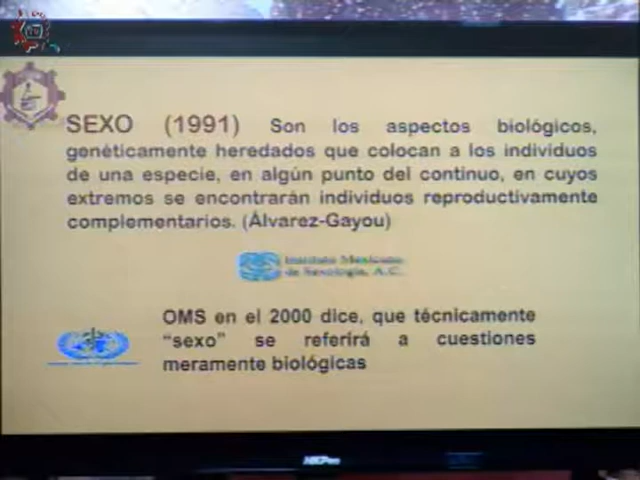 SEXO (1991) Son los aspectos biológicos,
genéticamente heredados que colocan a los individuos
de una especie, en algún punto del continuo, en cuyos
extremos se encontrarán individuos reproductivamente
complementarios. (Álvarez-Gayou)
Instituto Mexicano
de Sexología, A.C.
OMS en el 2000 dice, que técnicamente
"sexo" se referirá a cuestiones
meramente biológicas